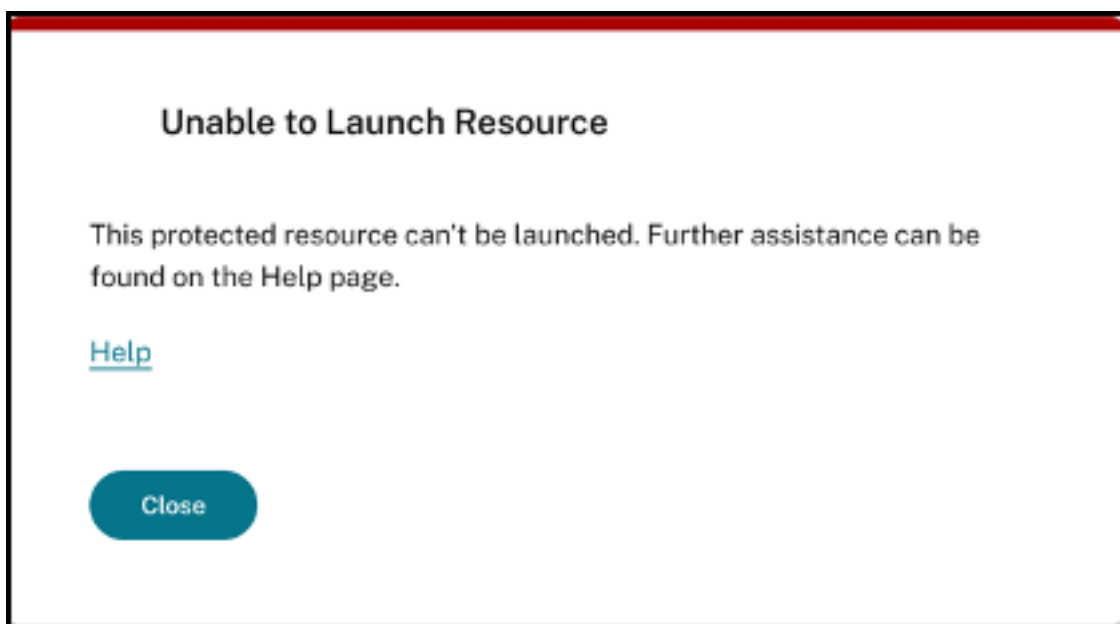 Unable to Launch Resource
This protected resource can't be launched. Further assistance can be
found on the Help page.
Help
Close